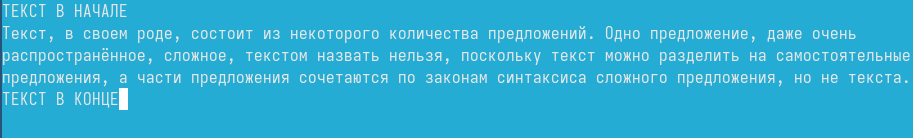 ТЕКСТ В НАЧАЛЕ
Текст, в своем роде, состоит из некоторого количества предложений. Одно предложение, даже очень
распространённое, сложное, текстом назвать нельзя, поскольку текст можно разделить на самостоятельные
предложения, а части предложения сочетаются по законам синтаксиса сложного предложения, но не текста.
ТЕКСТ В КОНЦЕ